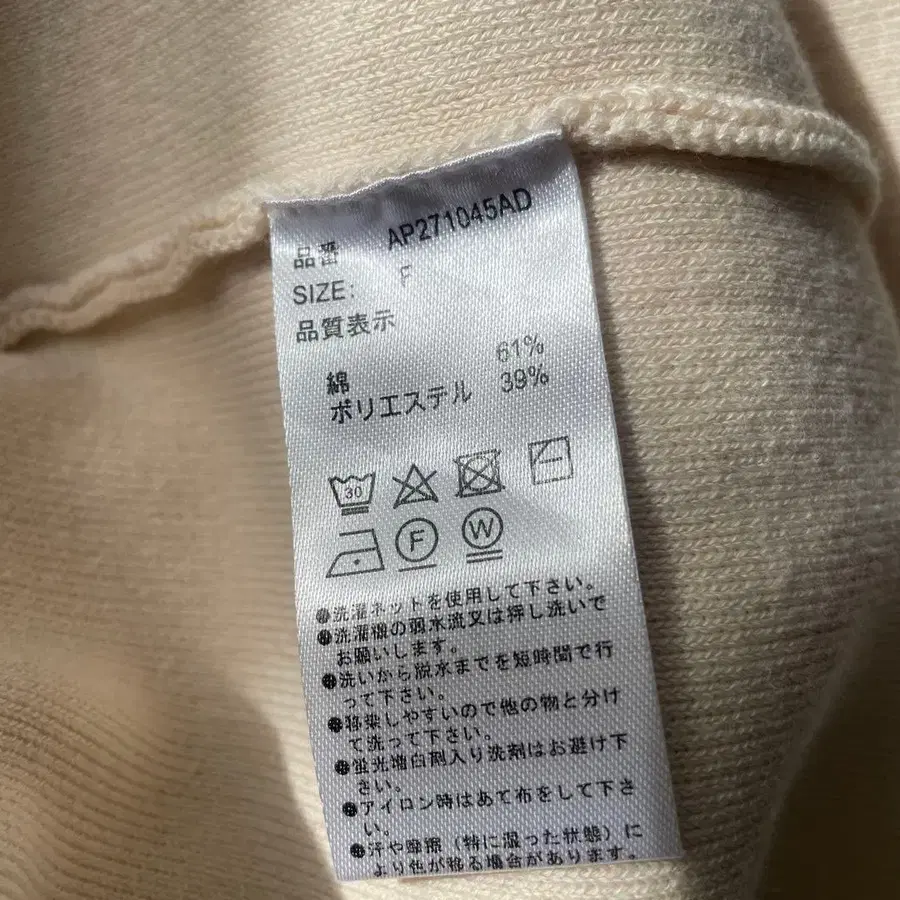 品番 AP271045AD
SIZE: F
品質表示
綿 61%
ポリエステル 39%
30
F W
●洗濯ネットを使用して下さい。
●洗濯機の弱水流又は押し洗いで
お願いします。
●洗いから脱水までを短時間で行
って下さい。
●移染しやすいので他の物と分け
て洗って下さい。
●蛍光増白剤入り洗剤はお避け下
さい。
●アイロン時はあて布をして下さ
い。
●汗や摩擦（特に湿った状態）に
より色が移る場合があります。